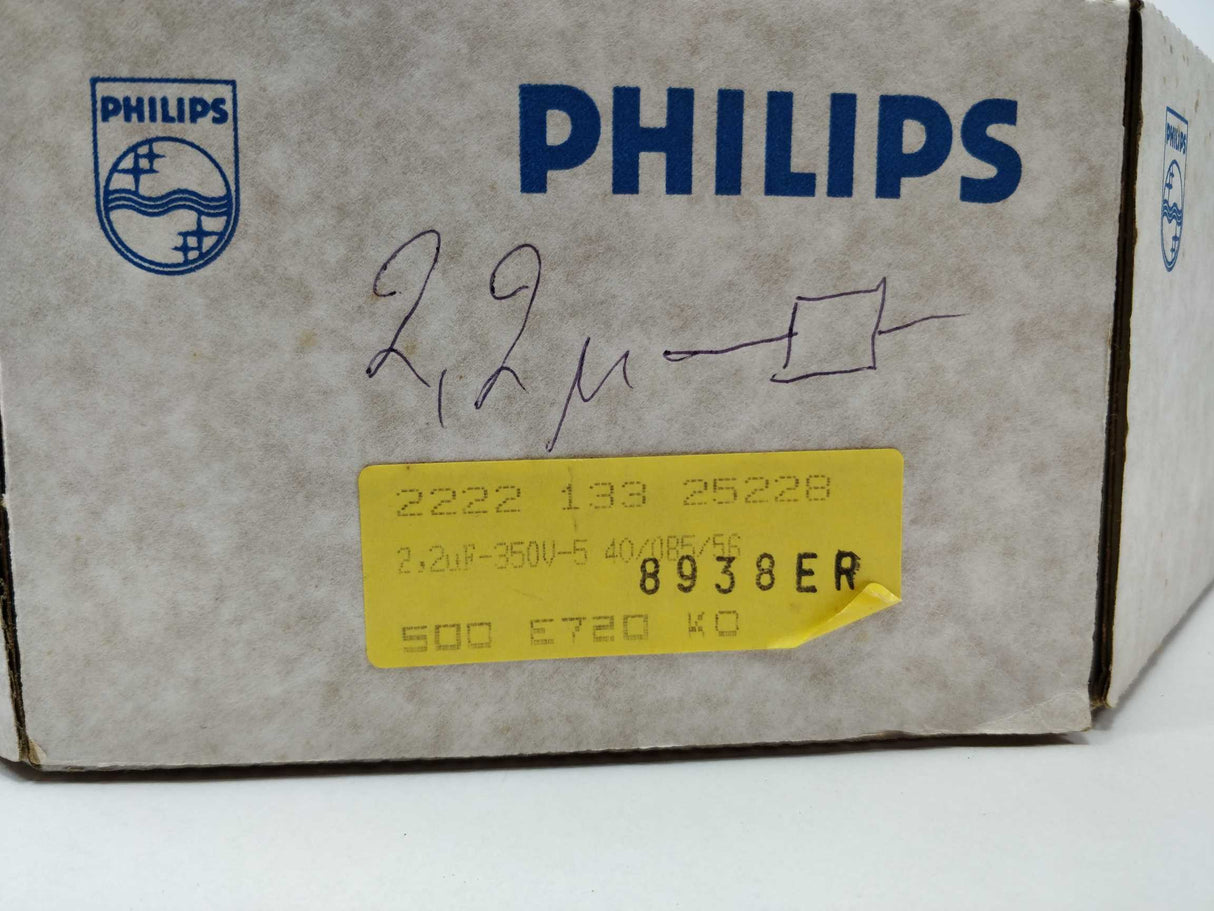 PHILIPS
PHILIPS
PHILIPS
2,2μ
2222 133 25228
2,2uF-350V-5 40/085/56
8938ER
500 E720 KO